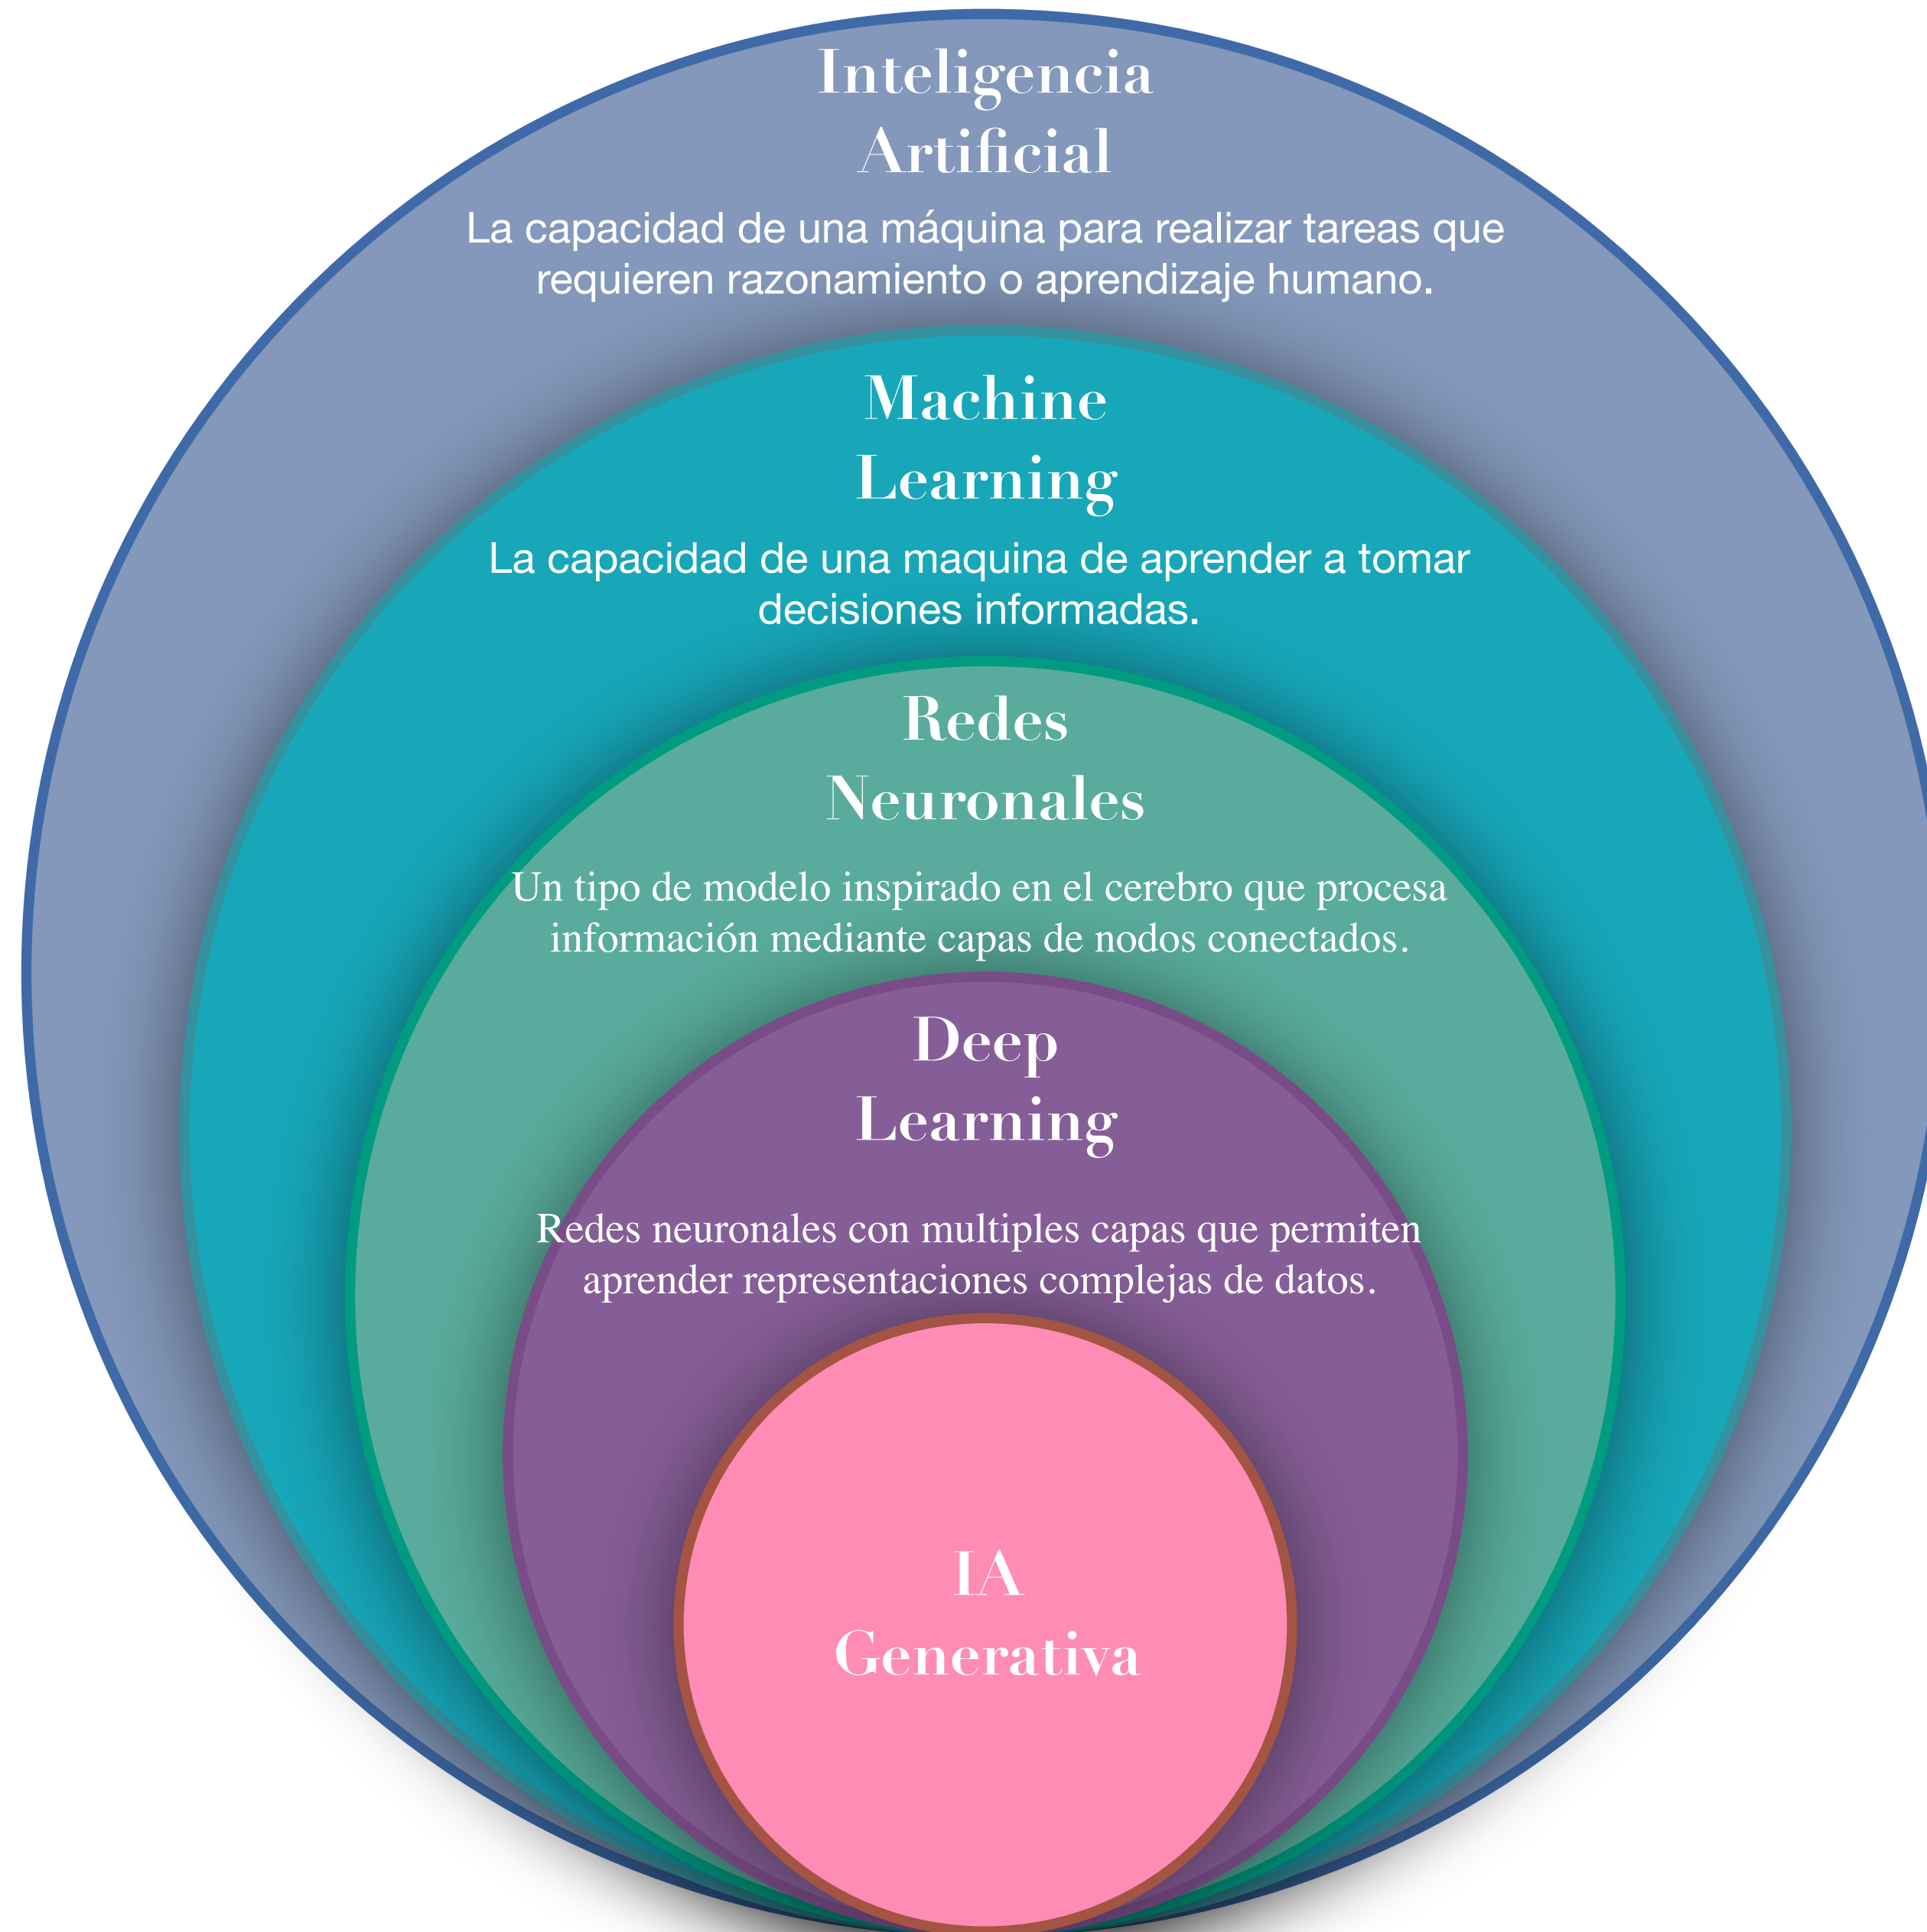 Inteligencia
Artificial
La capacidad de una máquina para realizar tareas que
requieren razonamiento o aprendizaje humano.
Machine
Learning
La capacidad de una maquina de aprender a tomar
decisiones informadas.
Redes
Neuronales
Un tipo de modelo inspirado en el cerebro que procesa
información mediante capas de nodos conectados.
Deep
Learning
Redes neuronales con multiples capas que permiten
aprender representaciones complejas de datos.
IA
Generativa